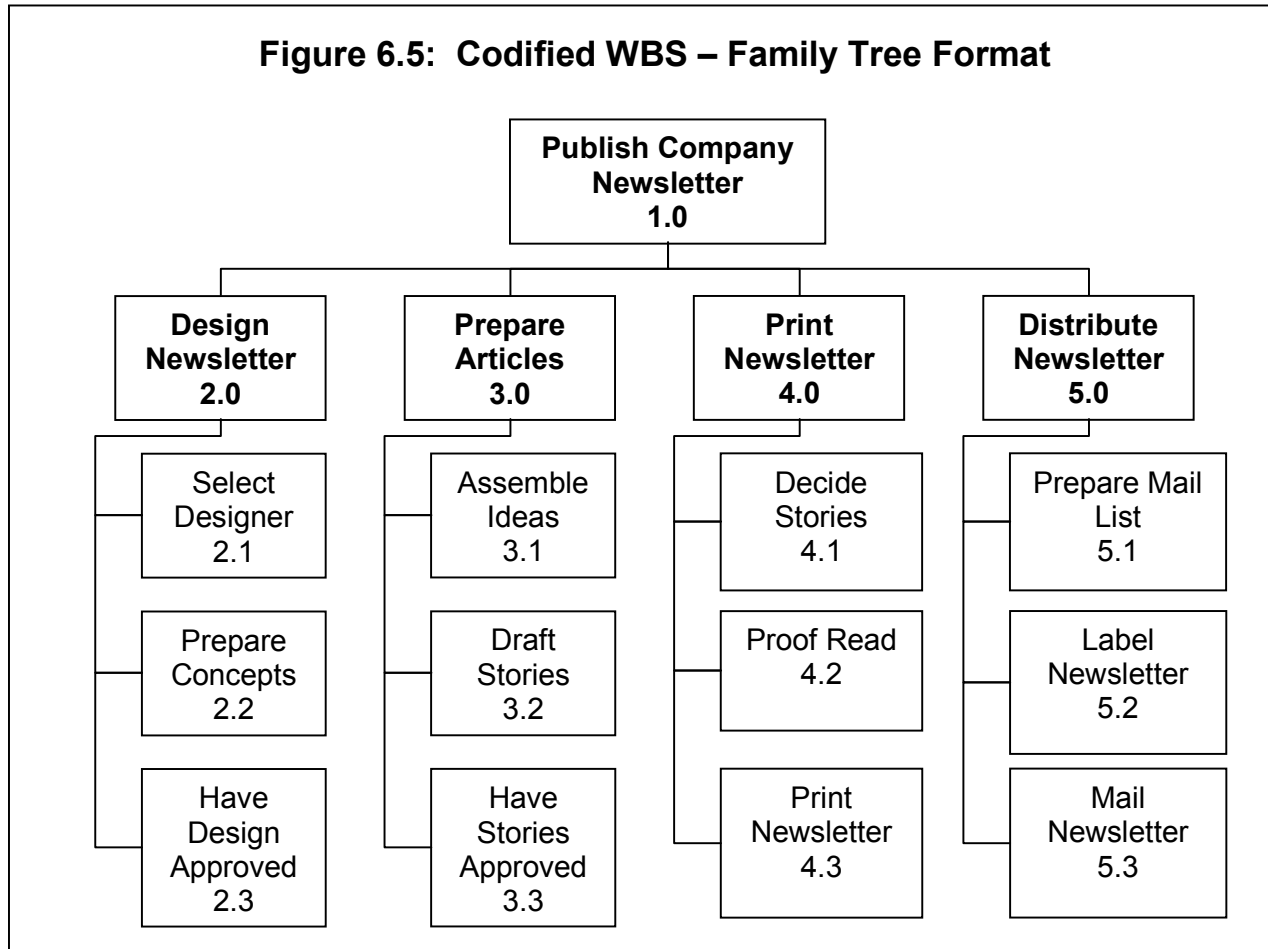 Figure 6.5: Codified WBS – Family Tree Format
Publish Company
Newsletter
1.0
Design
Newsletter
2.0
Select
Designer
2.1
Prepare
Concepts
2.2
Have
Design
Approved
2.3
Prepare
Articles
3.0
Assemble
Ideas
3.1
Draft
Stories
3.2
Have
Stories
Approved
3.3
Print
Newsletter
4.0
Decide
Stories
4.1
Proof Read
4.2
Print
Newsletter
4.3
Distribute
Newsletter
5.0
Prepare Mail
List
5.1
Label
Newsletter
5.2
Mail
Newsletter
5.3